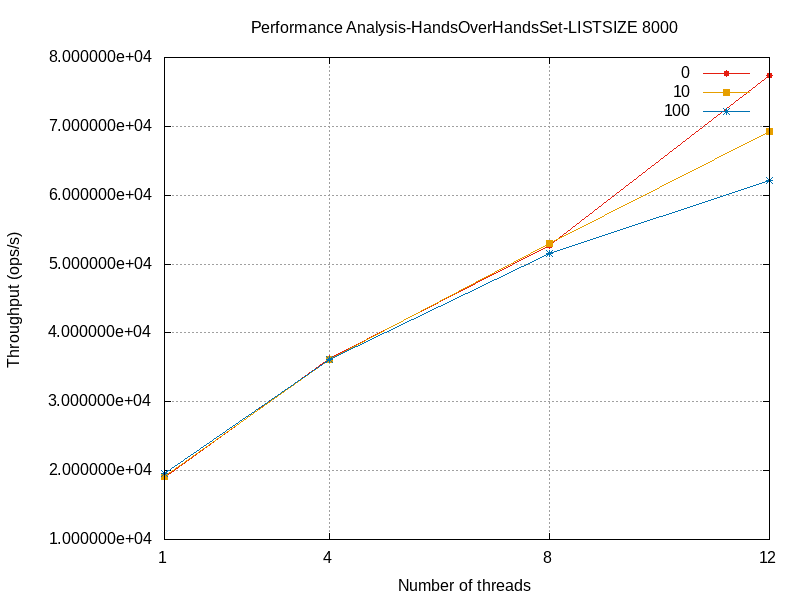 Performance Analysis-HandsOverHandsSet-LISTSIZE 8000
8.000000e+04
7.000000e+04
6.000000e+04
5.000000e+04
4.000000e+04
3.000000e+04
2.000000e+04
1.000000e+04
Throughput (ops/s)
0
10
100
1 4 8 12
Number of threads